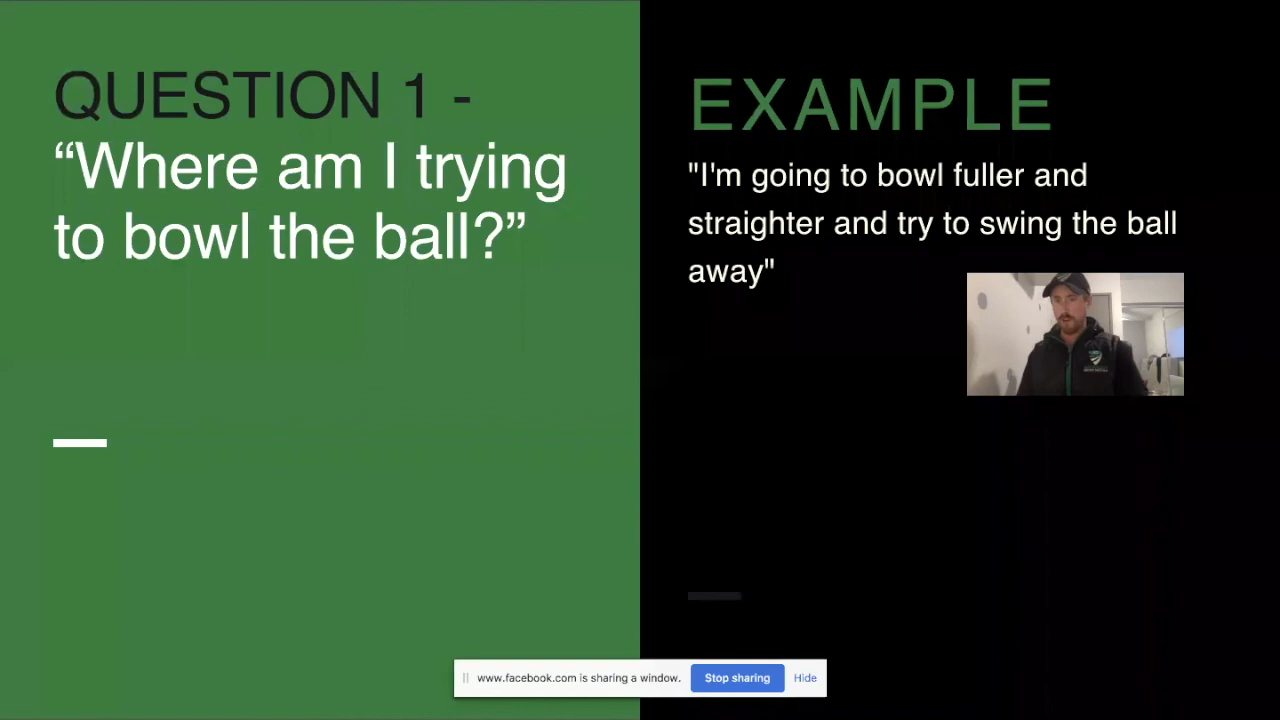 QUESTION 1 -
“Where am I trying
to bowl the ball?”
EXAMPLE
"I'm going to bowl fuller and
straighter and try to swing the ball
away"
www.facebook.com is sharing a window.
Stop sharing
Hide